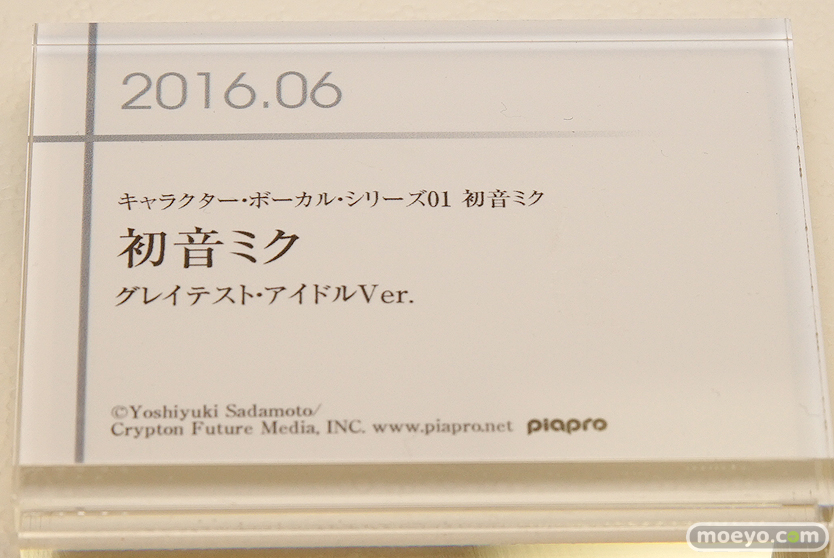 2016.06
キャラクター・ボーカル・シリーズ01 初音ミク
初音ミク
グレイテスト・アイドルVer.
©Yoshiyuki Sadamoto/
Crypton Future Media, INC. www.piapro.net piapro
moeyo.com